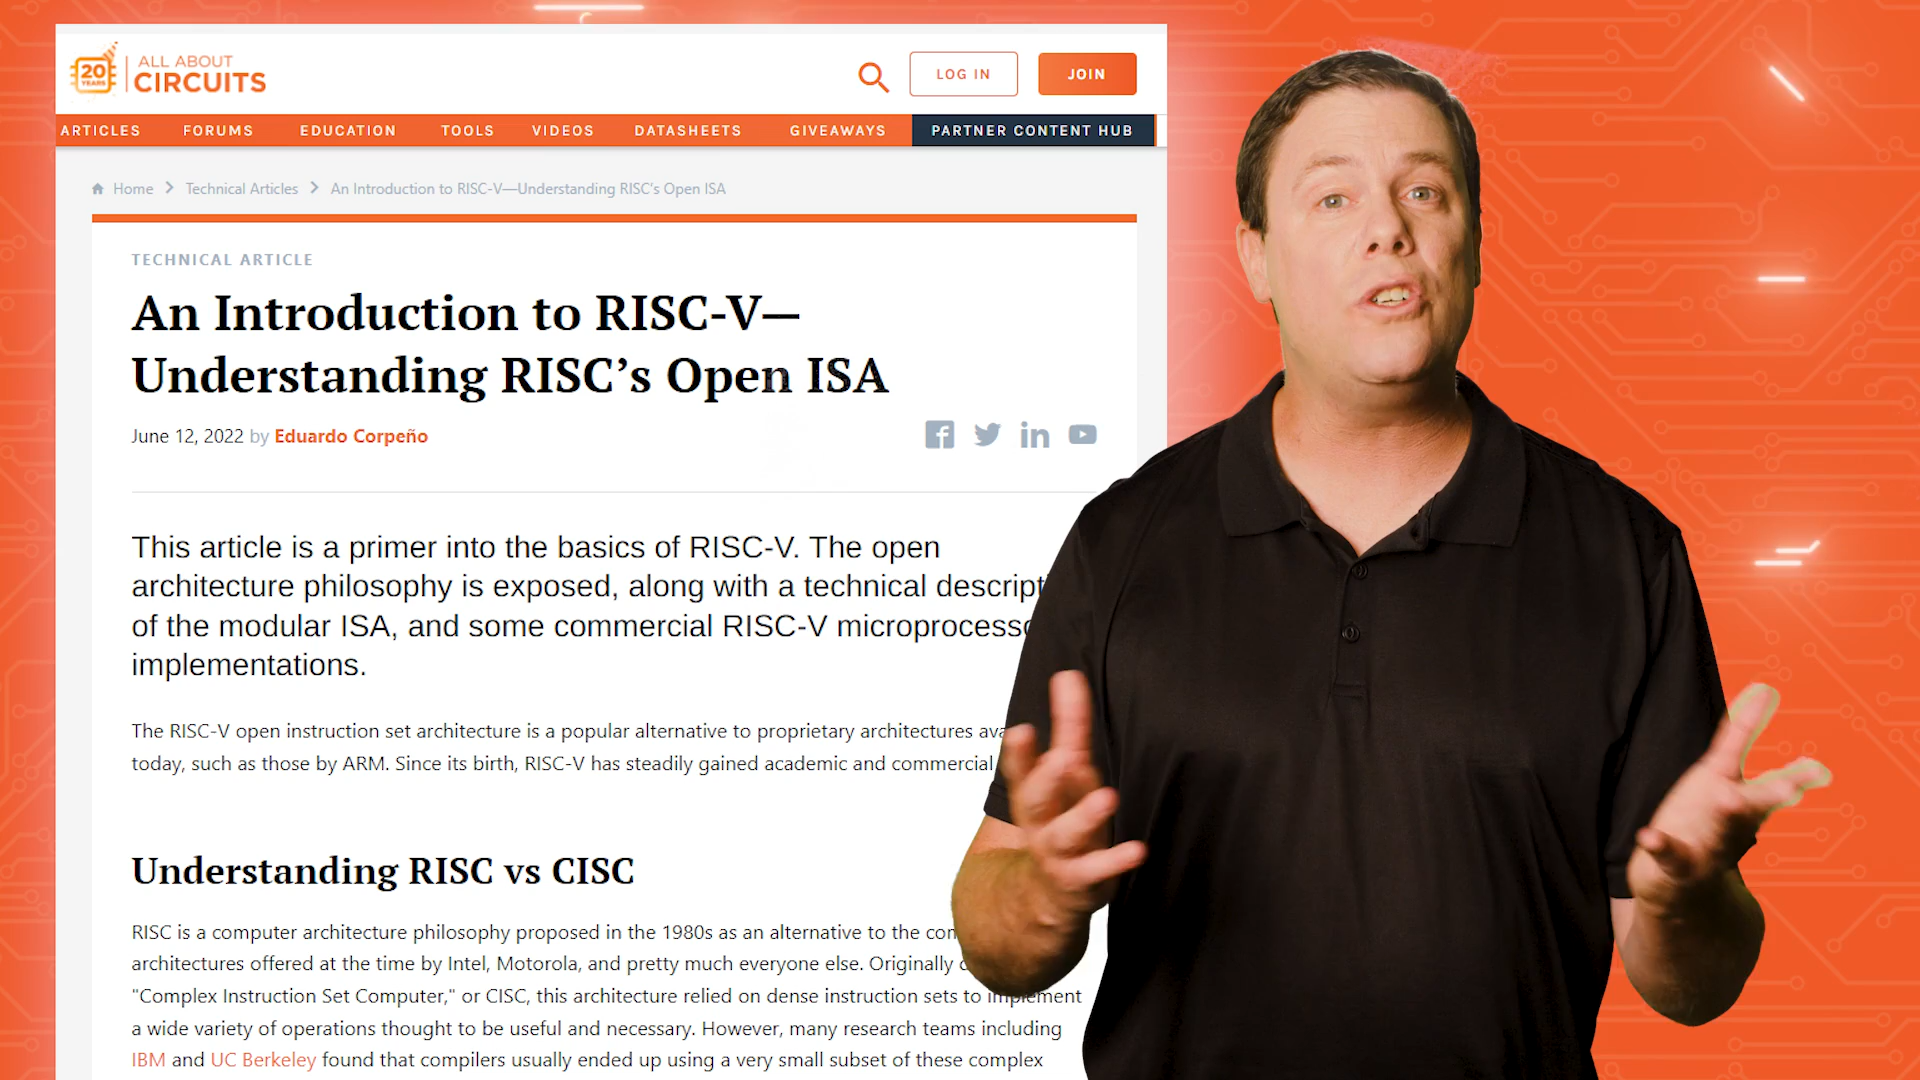 20 YEARS
ALL ABOUT
CIRCUITS
LOG IN
JOIN
ARTICLES FORUMS EDUCATION TOOLS VIDEOS DATASHEETS GIVEAWAYS PARTNER CONTENT HUB
Home Technical Articles An Introduction to RISC-V—Understanding RISC's Open ISA
TECHNICAL ARTICLE
An Introduction to RISC-V—
Understanding RISC's Open ISA
June 12, 2022 by Eduardo Corpeño
This article is a primer into the basics of RISC-V. The open
architecture philosophy is exposed, along with a technical
of the modular ISA, and some commercial RISC-V
implementations.
The RISC-V open instruction set architecture is a popular alternative to proprietary architectures
today, such as those by ARM. Since its birth, RISC-V has steadily gained academic and commercial
Understanding RISC vs CISC
RISC is a computer architecture philosophy proposed in the 1980s as an alternative to the
architectures offered at the time by Intel, Motorola, and pretty much everyone else. Originally
"Complex Instruction Set Computer," or CISC, this architecture relied on dense instruction sets to implement
a wide variety of operations thought to be useful and necessary. However, many research teams including
IBM and UC Berkeley found that compilers usually ended up using a very small subset of these complex